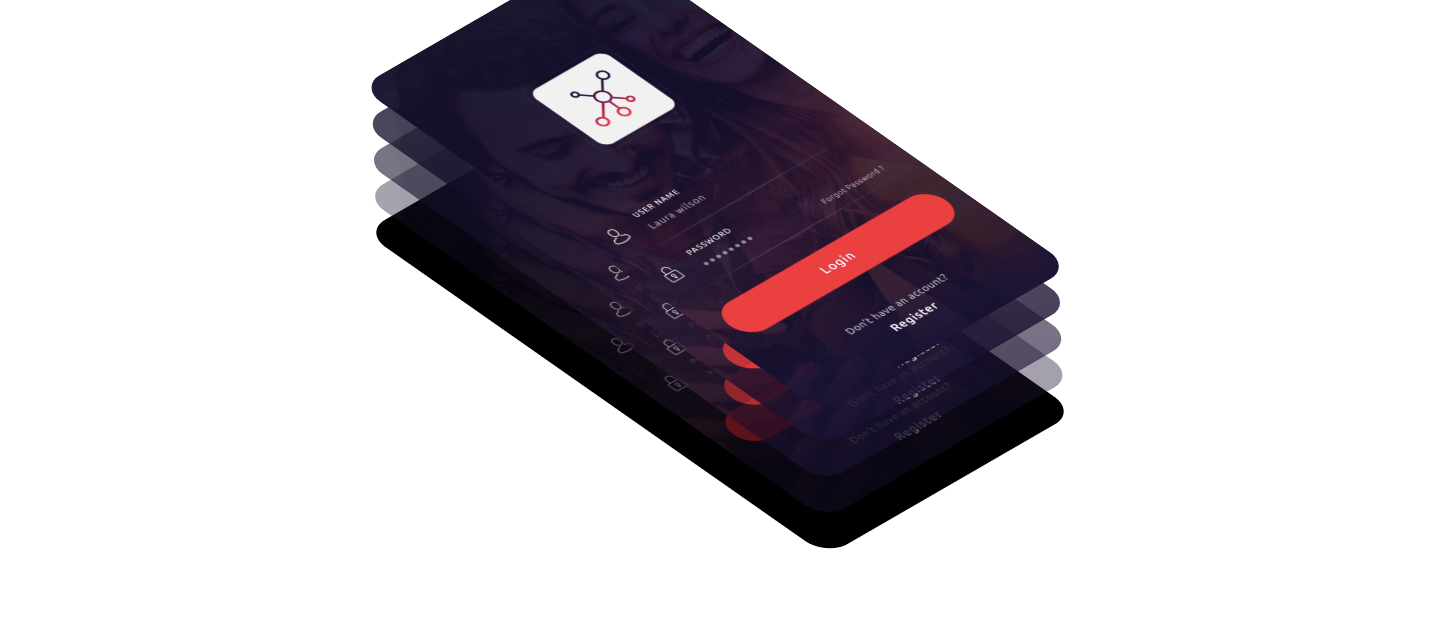 USER NAME
Laura wilson
PASSWORD
Forgot Password ?
Login
Don't have an account?
Register
Don't have an account?
Register
Don't have an account?
Register